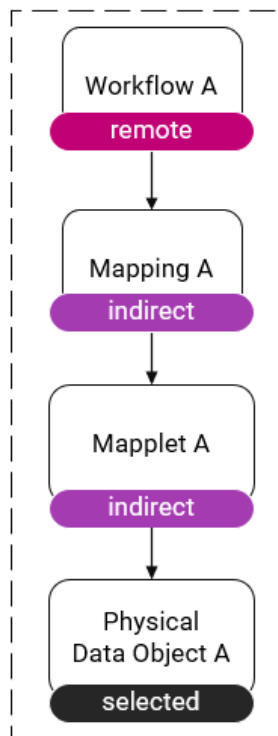 Workflow A
remote
Mapping A
indirect
Mapplet A
indirect
Physical
Data Object A
selected